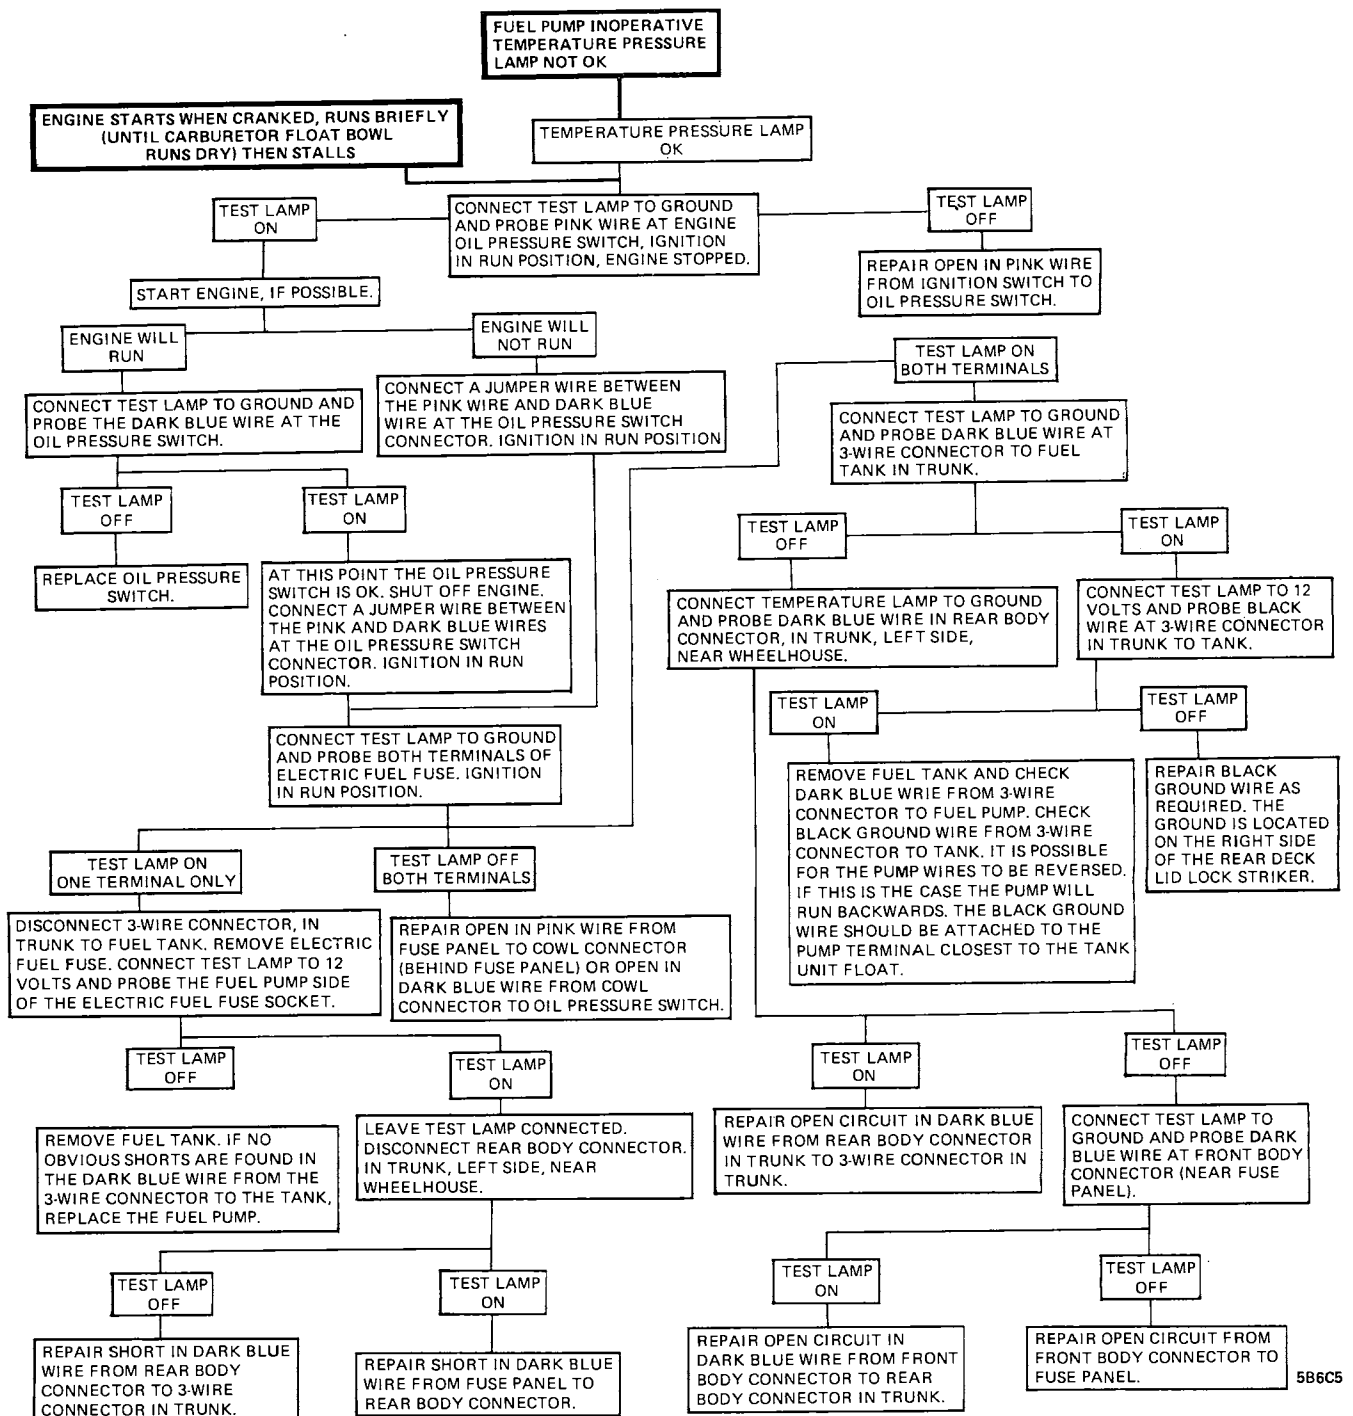 FUEL PUMP INOPERATIVE
TEMPERATURE PRESSURE
LAMP NOT OK
ENGINE STARTS WHEN CRANKED, RUNS BRIEFLY
(UNTIL CARBURETOR FLOAT BOWL
RUNS DRY) THEN STALLS
TEMPERATURE PRESSURE LAMP
OK
TEST LAMP
ON
CONNECT TEST LAMP TO GROUND
AND PROBE PINK WIRE AT ENGINE
OIL PRESSURE SWITCH, IGNITION
IN RUN POSITION, ENGINE STOPPED.
TEST LAMP
OFF
REPAIR OPEN IN PINK WIRE
FROM IGNITION SWITCH TO
OIL PRESSURE SWITCH.
START ENGINE, IF POSSIBLE.
ENGINE WILL
RUN
ENGINE WILL
NOT RUN
TEST LAMP ON
BOTH TERMINALS
CONNECT TEST LAMP TO GROUND AND
PROBE THE DARK BLUE WIRE AT THE
OIL PRESSURE SWITCH.
CONNECT A JUMPER WIRE BETWEEN
THE PINK WIRE AND DARK BLUE
WIRE AT THE OIL PRESSURE SWITCH
CONNECTOR. IGNITION IN RUN POSITION
CONNECT TEST LAMP TO GROUND
AND PROBE DARK BLUE WIRE AT
3-WIRE CONNECTOR TO FUEL
TANK IN TRUNK.
TEST LAMP
OFF
TEST LAMP
ON
TEST LAMP
OFF
TEST LAMP
ON
REPLACE OIL PRESSURE
SWITCH.
AT THIS POINT THE OIL PRESSURE
SWITCH IS OK. SHUT OFF ENGINE.
CONNECT A JUMPER WIRE BETWEEN
THE PINK AND DARK BLUE WIRES
AT THE OIL PRESSURE SWITCH
CONNECTOR. IGNITION IN RUN
POSITION.
CONNECT TEMPERATURE LAMP TO GROUND
AND PROBE DARK BLUE WIRE IN REAR BODY
CONNECTOR, IN TRUNK, LEFT SIDE,
NEAR WHEELHOUSE.
CONNECT TEST LAMP TO 12
VOLTS AND PROBE BLACK
WIRE AT 3-WIRE CONNECTOR
IN TRUNK TO TANK.
TEST LAMP
ON
TEST LAMP
OFF
CONNECT TEST LAMP TO GROUND
AND PROBE BOTH TERMINALS OF
ELECTRIC FUEL FUSE. IGNITION
IN RUN POSITION.
REMOVE FUEL TANK AND CHECK
DARK BLUE WRIE FROM 3-WIRE
CONNECTOR TO FUEL PUMP. CHECK
BLACK GROUND WIRE FROM 3-WIRE
CONNECTOR TO TANK. IT IS POSSIBLE
FOR THE PUMP WIRES TO BE REVERSED.
IF THIS IS THE CASE THE PUMP WILL
RUN BACKWARDS. THE BLACK GROUND
WIRE SHOULD BE ATTACHED TO THE
PUMP TERMINAL CLOSEST TO THE TANK
UNIT FLOAT.
REPAIR BLACK
GROUND WIRE AS
REQUIRED. THE
GROUND IS LOCATED
ON THE RIGHT SIDE
OF THE REAR DECK
LID LOCK STRIKER.
TEST LAMP ON
ONE TERMINAL ONLY
TEST LAMP OFF
BOTH TERMINALS
DISCONNECT 3-WIRE CONNECTOR, IN
TRUNK TO FUEL TANK. REMOVE ELECTRIC
FUEL FUSE. CONNECT TEST LAMP TO 12
VOLTS AND PROBE THE FUEL PUMP SIDE
OF THE ELECTRIC FUEL FUSE SOCKET.
REPAIR OPEN IN PINK WIRE FROM
FUSE PANEL TO COWL CONNECTOR
(BEHIND FUSE PANEL) OR OPEN IN
DARK BLUE WIRE FROM COWL
CONNECTOR TO OIL PRESSURE SWITCH.
TEST LAMP
OFF
TEST LAMP
ON
TEST LAMP
ON
TEST LAMP
OFF
REMOVE FUEL TANK. IF NO
OBVIOUS SHORTS ARE FOUND IN
THE DARK BLUE WIRE FROM THE
3-WIRE CONNECTOR TO THE TANK,
REPLACE THE FUEL PUMP.
LEAVE TEST LAMP CONNECTED.
DISCONNECT REAR BODY CONNECTOR.
IN TRUNK, LEFT SIDE, NEAR
WHEELHOUSE.
REPAIR OPEN CIRCUIT IN DARK BLUE
WIRE FROM REAR BODY CONNECTOR
IN TRUNK TO 3-WIRE CONNECTOR IN
TRUNK.
CONNECT TEST LAMP TO
GROUND AND PROBE DARK
BLUE WIRE AT FRONT BODY
CONNECTOR (NEAR FUSE
PANEL).
TEST LAMP
OFF
TEST LAMP
ON
TEST LAMP
ON
TEST LAMP
OFF
REPAIR SHORT IN DARK BLUE
WIRE FROM REAR BODY
CONNECTOR TO 3-WIRE
CONNECTOR IN TRUNK.
REPAIR SHORT IN DARK BLUE
WIRE FROM FUSE PANEL TO
REAR BODY CONNECTOR.
REPAIR OPEN CIRCUIT IN
DARK BLUE WIRE FROM FRONT
BODY CONNECTOR TO REAR
BODY CONNECTOR IN TRUNK.
REPAIR OPEN CIRCUIT FROM
FRONT BODY CONNECTOR TO
FUSE PANEL.
5B6C5